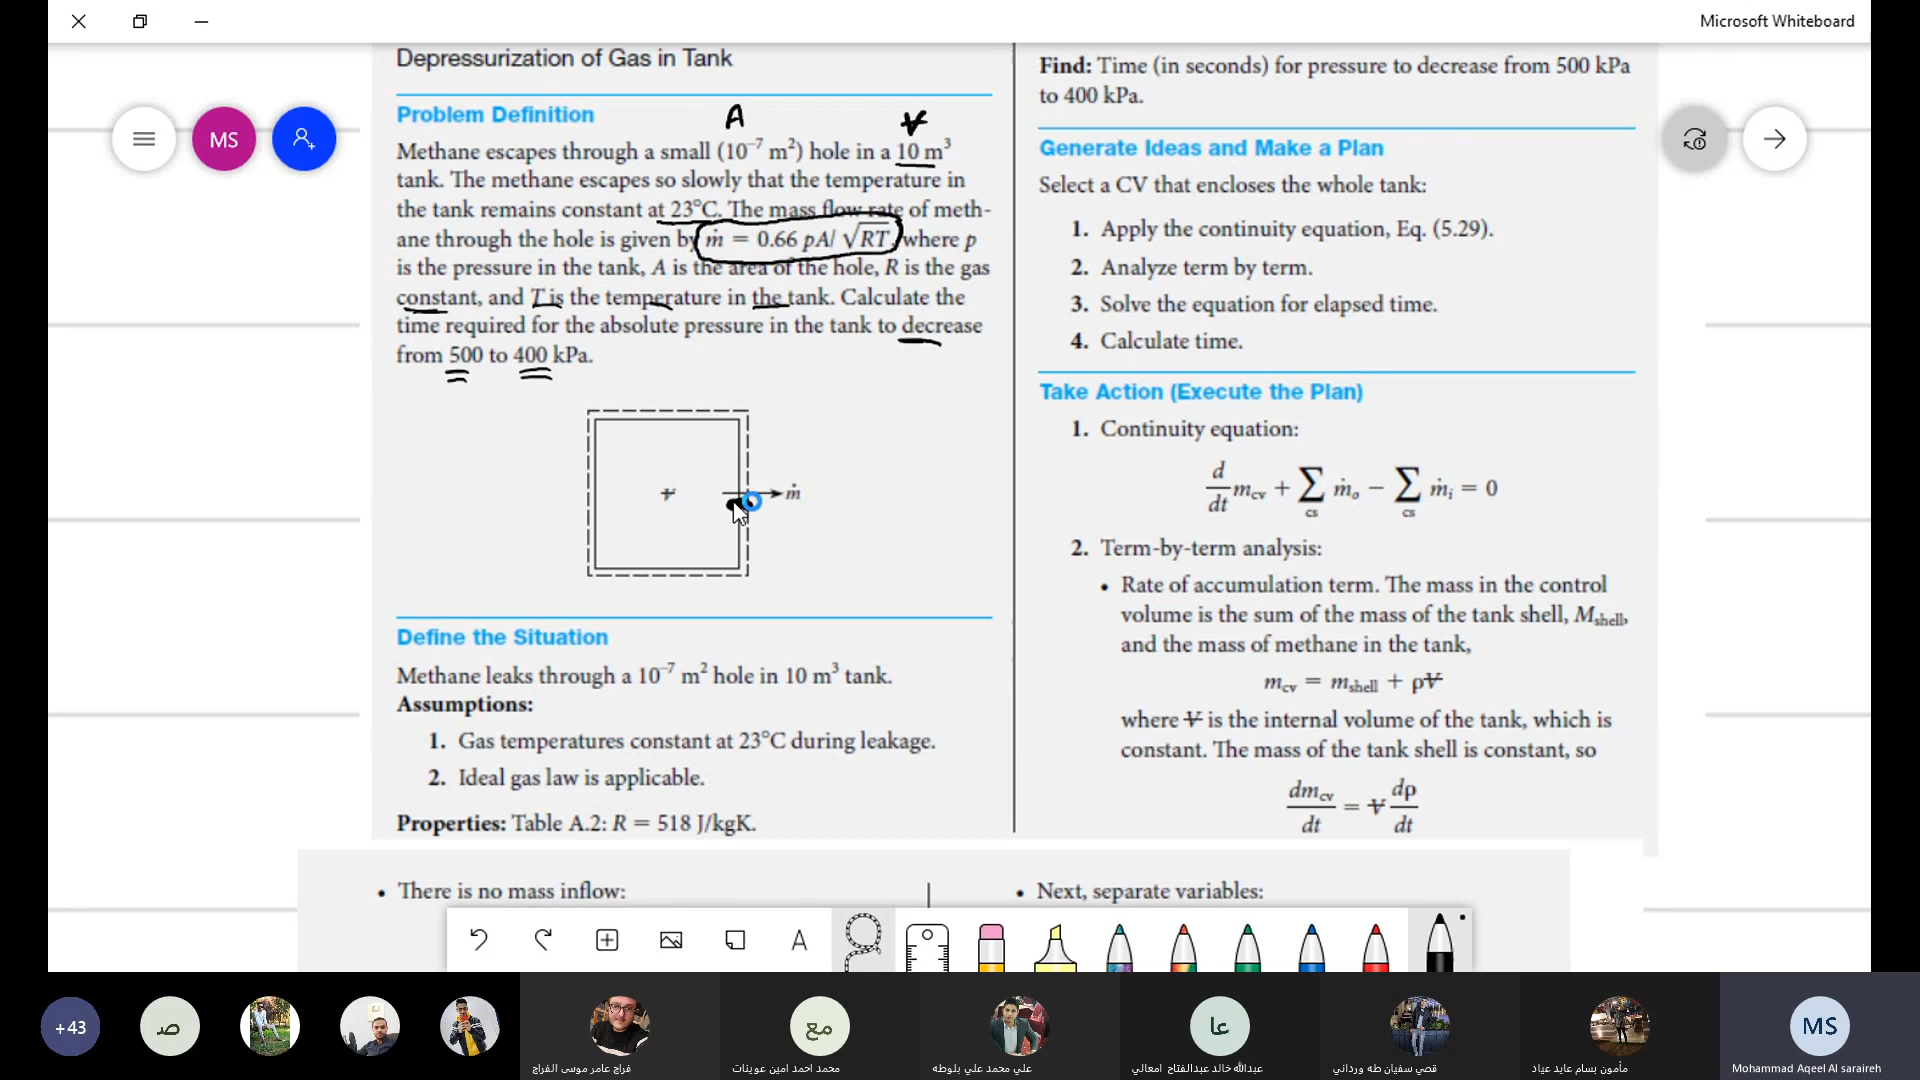 Microsoft Whiteboard
MS
Depressurization of Gas in Tank
Problem Definition
A
V
Methane escapes through a small (10⁻⁷ m²) hole in a 10 m³
tank. The methane escapes so slowly that the temperature in
the tank remains constant at 23°C. The mass flow rate of meth-
ane through the hole is given by ṁ = 0.66 pA/ √RT, where p
is the pressure in the tank, A is the area of the hole, R is the gas
constant, and T is the temperature in the tank. Calculate the
time required for the absolute pressure in the tank to decrease
from 500 to 400 kPa.
V
ṁ
Define the Situation
Methane leaks through a 10⁻⁷ m² hole in 10 m³ tank.
Assumptions:
1. Gas temperatures constant at 23°C during leakage.
2. Ideal gas law is applicable.
Properties: Table A.2: R = 518 J/kgK.
Find: Time (in seconds) for pressure to decrease from 500 kPa
to 400 kPa.
Generate Ideas and Make a Plan
Select a CV that encloses the whole tank:
1. Apply the continuity equation, Eq. (5.29).
2. Analyze term by term.
3. Solve the equation for elapsed time.
4. Calculate time.
Take Action (Execute the Plan)
1. Continuity equation:
d/dt m_cv + ∑_cs ṁ_o − ∑_cs ṁ_i = 0
2. Term-by-term analysis:
• Rate of accumulation term. The mass in the control
volume is the sum of the mass of the tank shell, M_shell,
and the mass of methane in the tank,
m_cv = m_shell + ρV
where V is the internal volume of the tank, which is
constant. The mass of the tank shell is constant, so
dm_cv/dt = V dρ/dt
• There is no mass inflow:
• Next, separate variables:
A
+43
صـ
مع
عا
MS
فراج عامر موسى الفراج
محمد احمد امين عوينات
علي محمد علي بلوطه
عبدالله خالد عبدالفتاح امعالي
قصي سفيان طه ورداني
مأمون بسام عايد عياد
Mohammad Aqeel Al saraireh